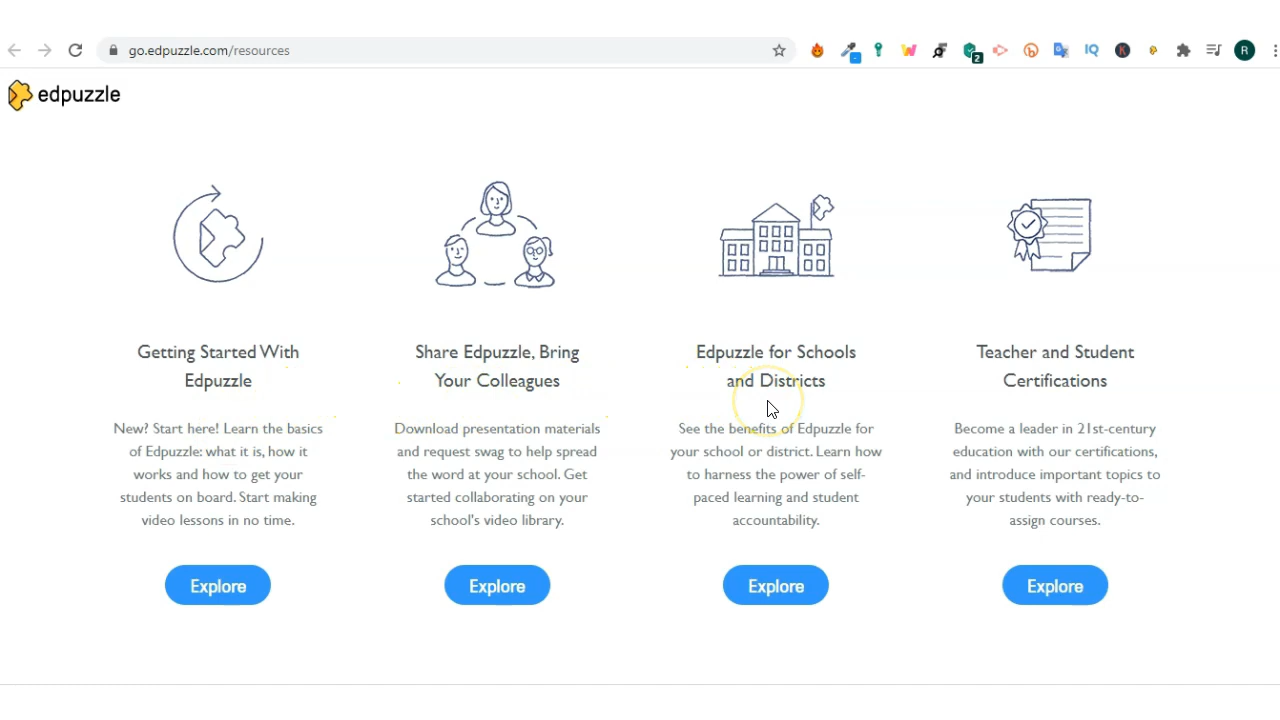 go.edpuzzle.com/resources
2
IQ
K
R
edpuzzle
Getting Started With
Edpuzzle
New? Start here! Learn the basics
of Edpuzzle: what it is, how it
works and how to get your
students on board. Start making
video lessons in no time.
Explore
Share Edpuzzle, Bring
Your Colleagues
Download presentation materials
and request swag to help spread
the word at your school. Get
started collaborating on your
school's video library.
Explore
Edpuzzle for Schools
and Districts
See the benefits of Edpuzzle for
your school or district. Learn how
to harness the power of self-
paced learning and student
accountability.
Explore
Teacher and Student
Certifications
Become a leader in 21st-century
education with our certifications,
and introduce important topics to
your students with ready-to-
assign courses.
Explore